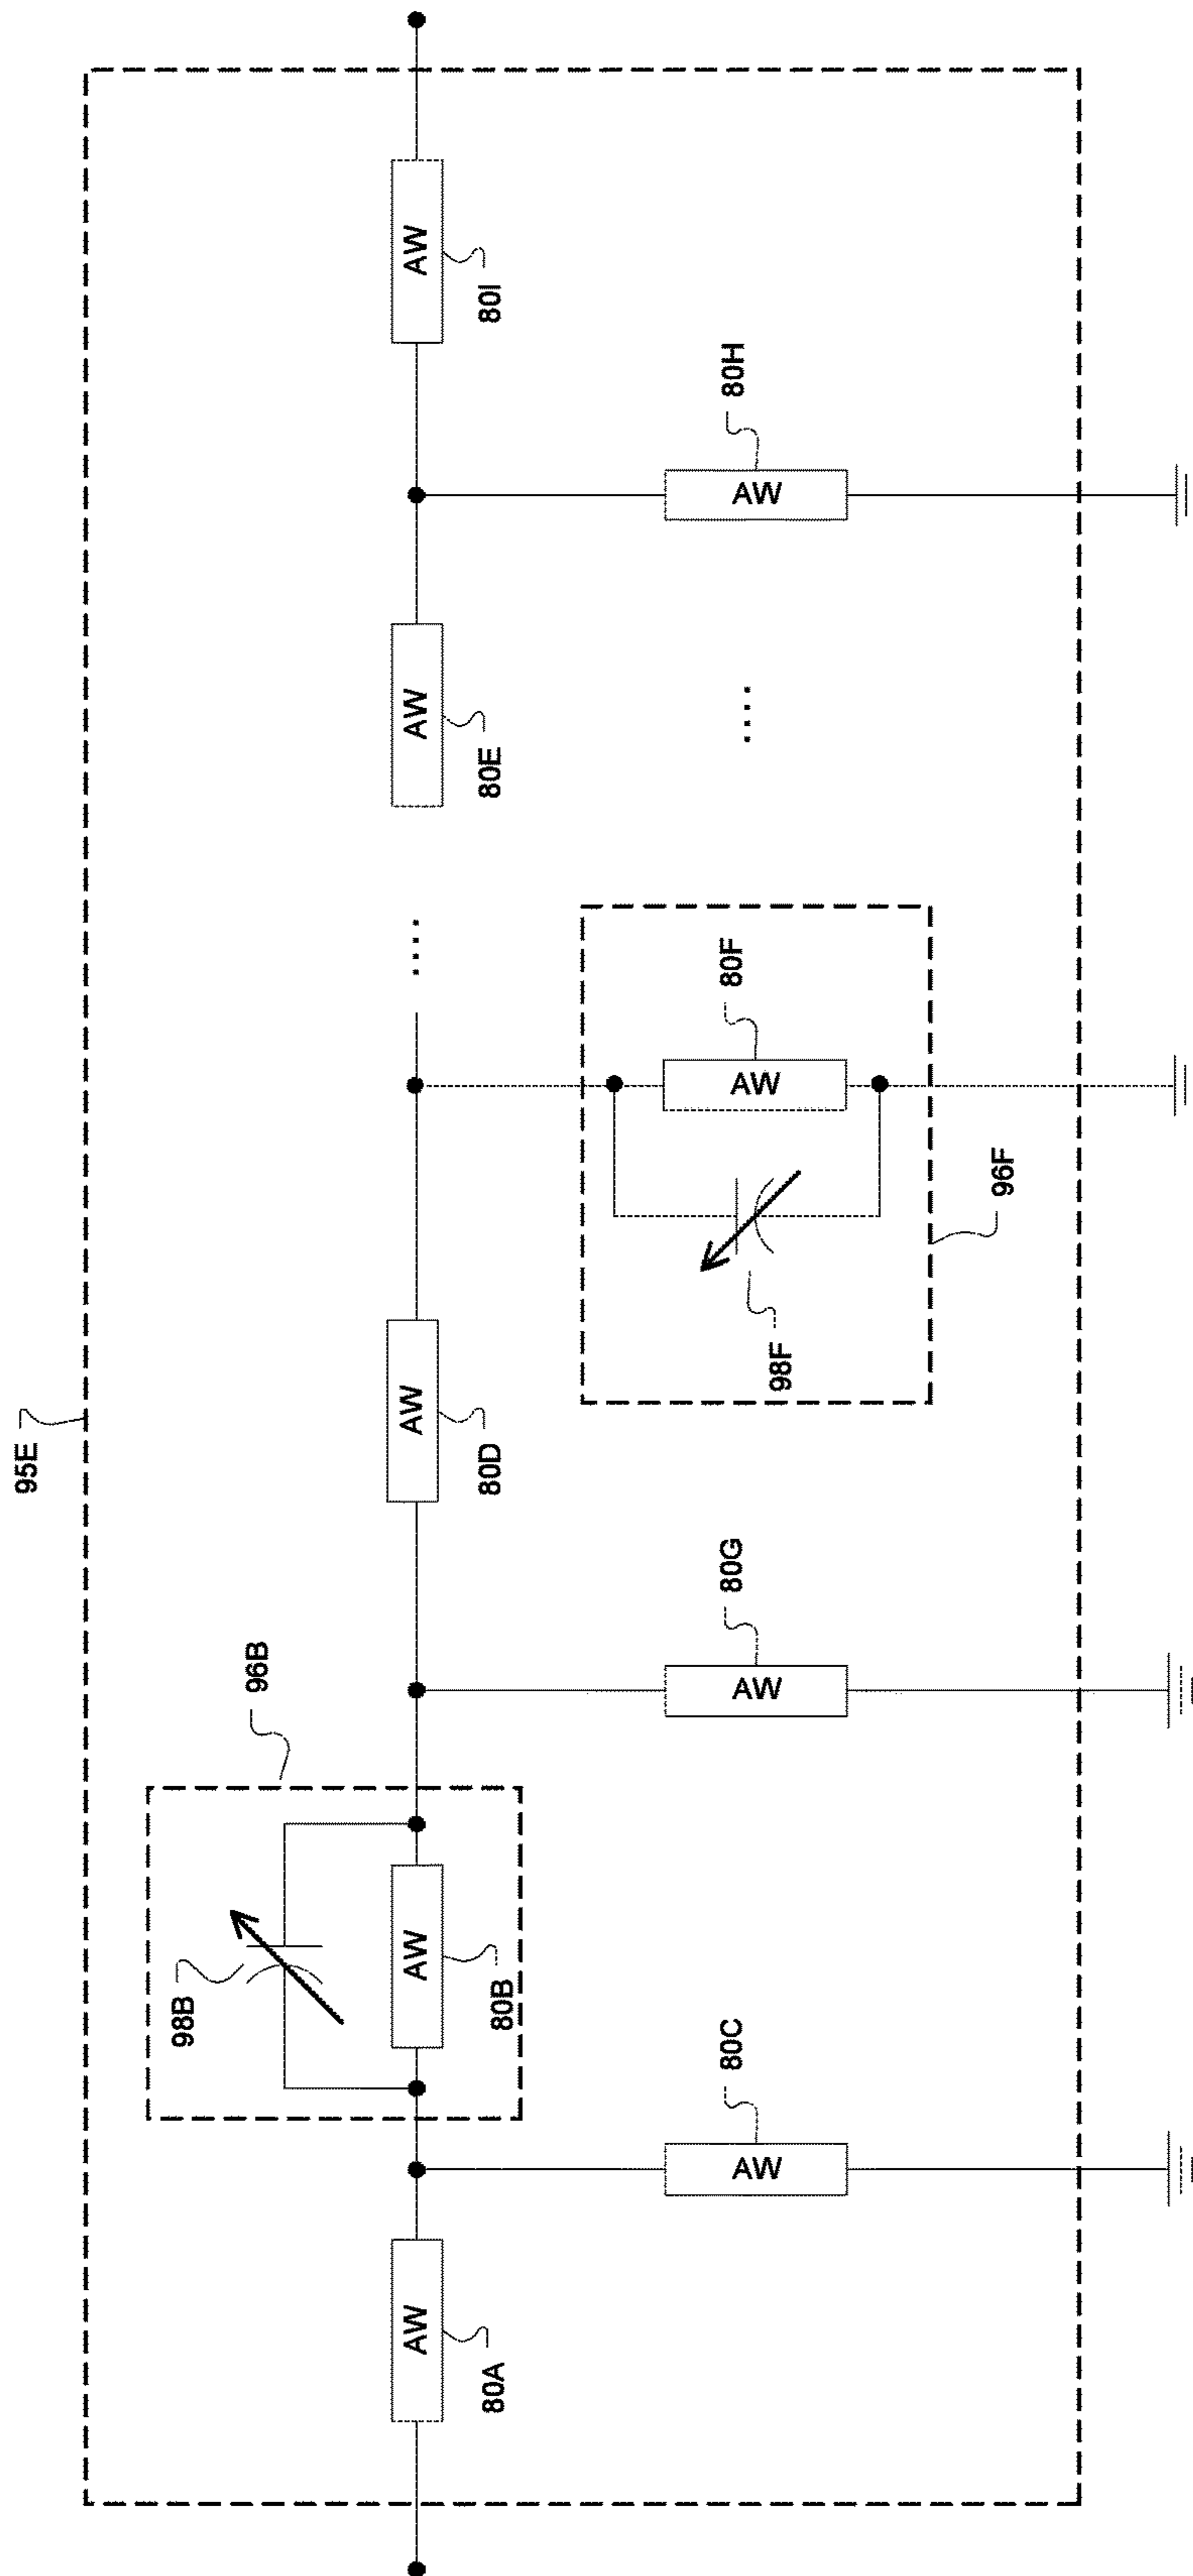 95E
96B
98B
AW
80A
AW
80B
AW
80D
....
AW
80E
AW
80I
AW
80C
AW
80G
98F
AW
80F
96F
....
AW
80H